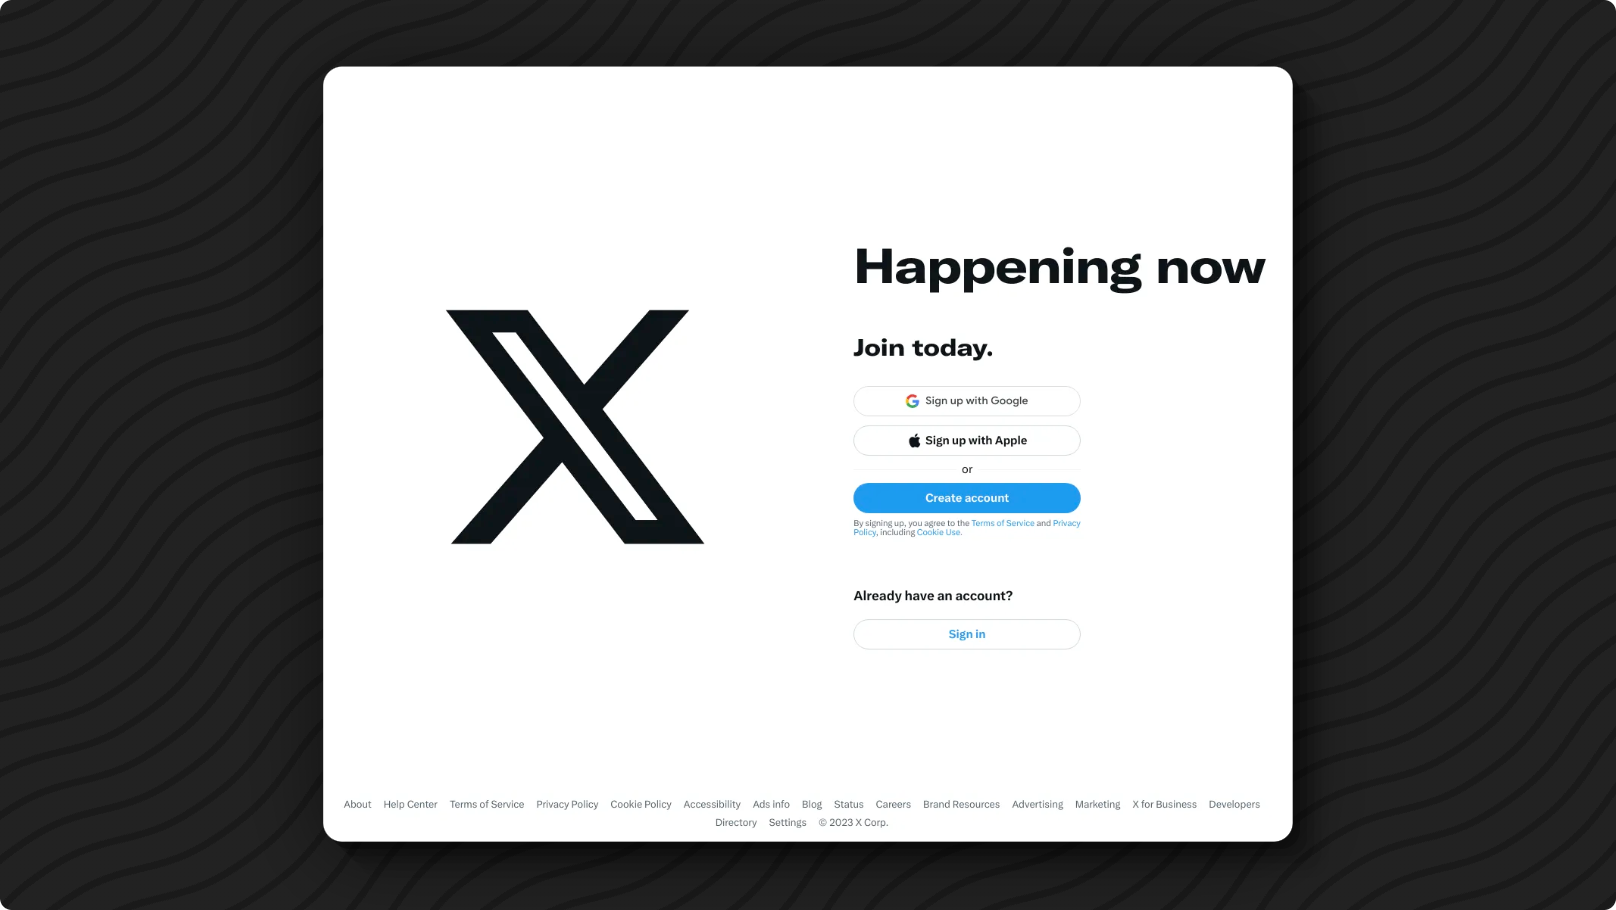 Happening now
Join today.
Sign up with Google
Sign up with Apple
or
Create account
By signing up, you agree to the Terms of Service and Privacy
Policy, including Cookie Use.
Already have an account?
Sign in
About Help Center Terms of Service Privacy Policy Cookie Policy Accessibility Ads info Blog Status Careers Brand Resources Advertising Marketing X for Business Developers
Directory Settings © 2023 X Corp.